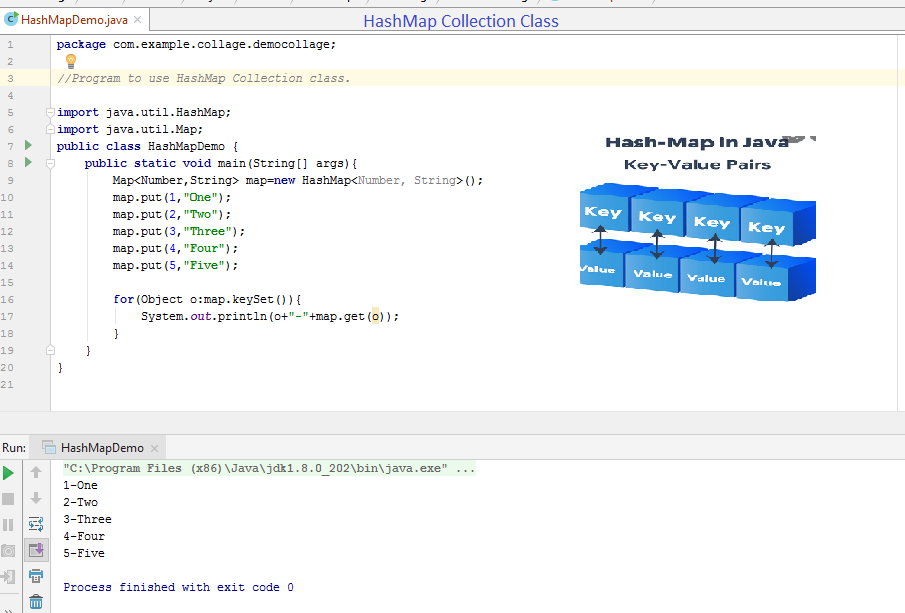 HashMapDemo.java
HashMap Collection Class
1 package com.example.collage.democollage;
2
3 //Program to use HashMap Collection class.
4
5 import java.util.HashMap;
6 import java.util.Map;
7 public class HashMapDemo {
8 public static void main(String[] args){
9 Map<Number,String> map=new HashMap<Number, String>();
10 map.put(1,"One");
11 map.put(2,"Two");
12 map.put(3,"Three");
13 map.put(4,"Four");
14 map.put(5,"Five");
15
16 for(Object o:map.keySet()){
17 System.out.println(o+"-"+map.get(o));
18 }
19 }
20 }
21
Hash-Map In Java
Key-Value Pairs
Key Key Key Key
Value Value Value Value
Run: HashMapDemo
"C:\Program Files (x86)\Java\jdk1.8.0_202\bin\java.exe" ...
1-One
2-Two
3-Three
4-Four
5-Five
Process finished with exit code 0